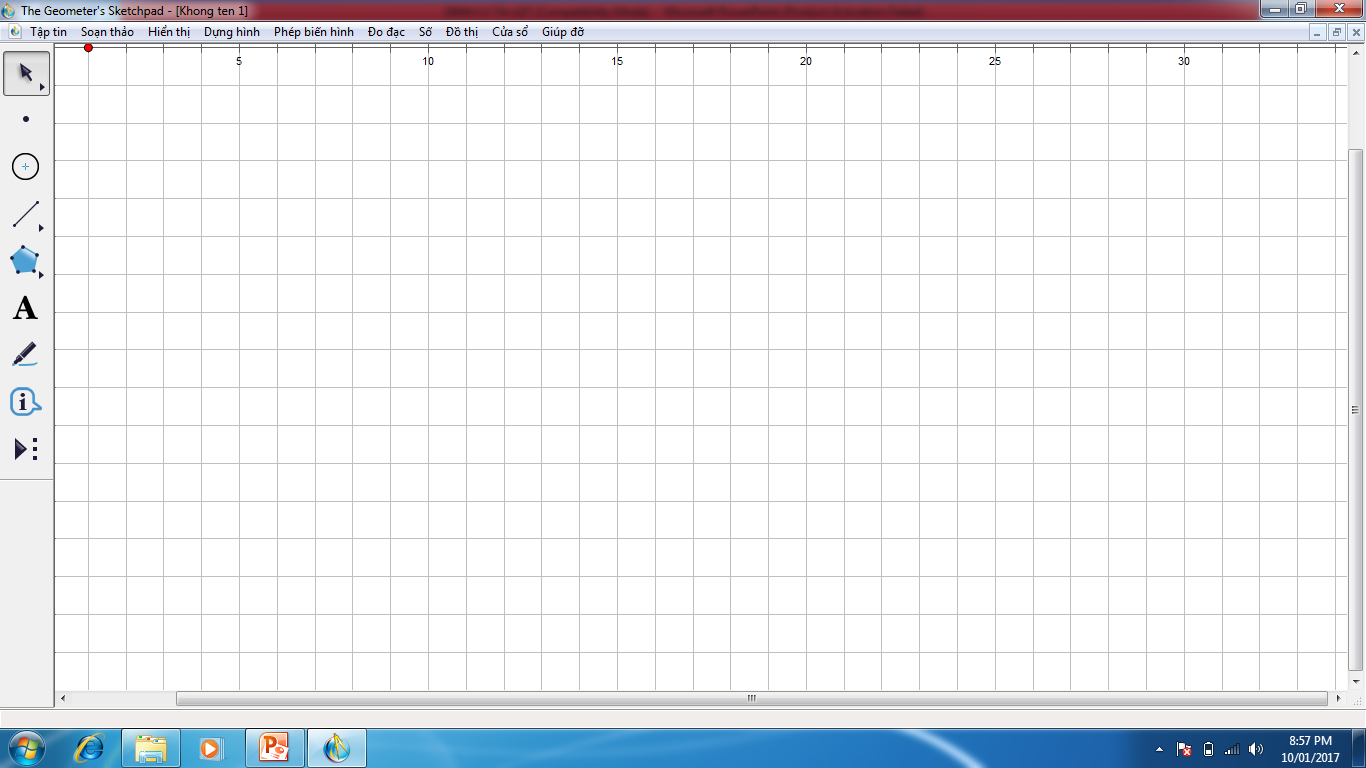 The Geometer's Sketchpad - [Khong ten 1]
Tập tin Soạn thảo Hiển thị Dựng hình Phép biến hình Đo đạc Số Đồ thị Cửa sổ Giúp đỡ
5 10 15 20 25 30
A
8:57 PM
10/01/2017